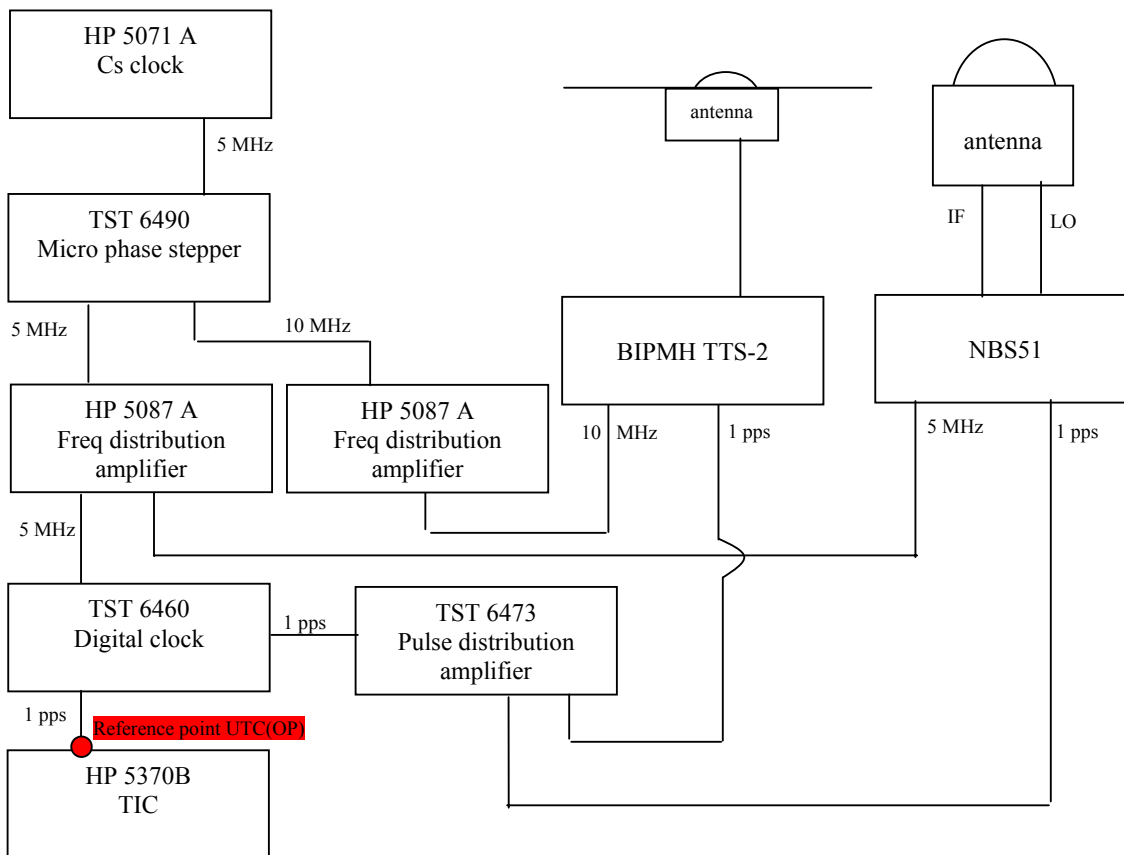 HP 5071 A
Cs clock
5 MHz
antenna
antenna
TST 6490
Micro phase stepper
IF
LO
5 MHz
10 MHz
BIPMH TTS-2
NBS51
HP 5087 A
Freq distribution
amplifier
HP 5087 A
Freq distribution
amplifier
10 MHz
1 pps
5 MHz
1 pps
5 MHz
TST 6460
Digital clock
1 pps
TST 6473
Pulse distribution
amplifier
1 pps
Reference point UTC(OP)
HP 5370B
TIC